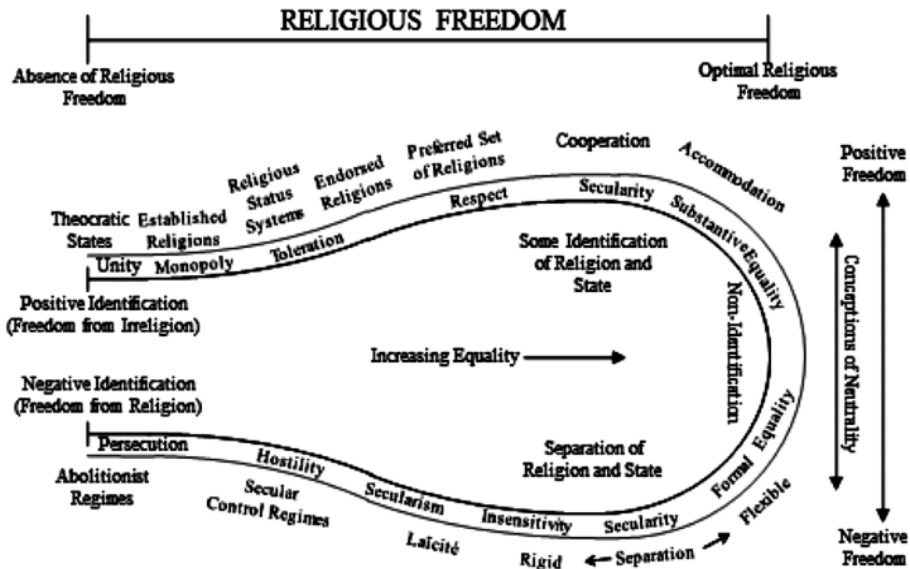 RELIGIOUS FREEDOM
Absence of Religious
Freedom
Optimal Religious
Freedom
Theocratic
States
Established
Religions
Religious
Status
Systems
Endorsed
Religions
Preferred Set
of Religions
Cooperation
Accommodation
Positive
Freedom
Unity
Monopoly
Toleration
Respect
Secularity
Substantive Equality
Some Identification
of Religion and
State
Positive Identification
(Freedom from Irreligion)
Non-Identification
Conceptions of Neutrality
Increasing Equality
Negative Identification
(Freedom from Religion)
Separation of
Religion and State
Persecution
Hostility
Secularism
Insensitivity
Secularity
Formal Equality
Abolitionist
Regimes
Secular
Control Regimes
Laïcité
Rigid
Separation
Flexible
Negative
Freedom